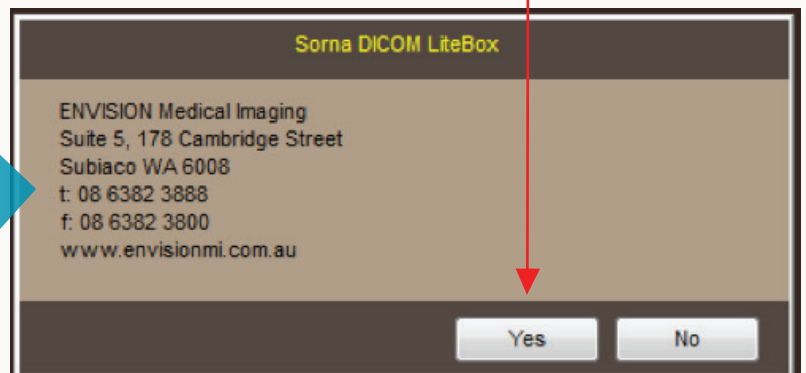 Sorna DICOM LiteBox
ENVISION Medical Imaging
Suite 5, 178 Cambridge Street
Subiaco WA 6008
t: 08 6382 3888
f: 08 6382 3800
www.envisionmi.com.au
Yes
No